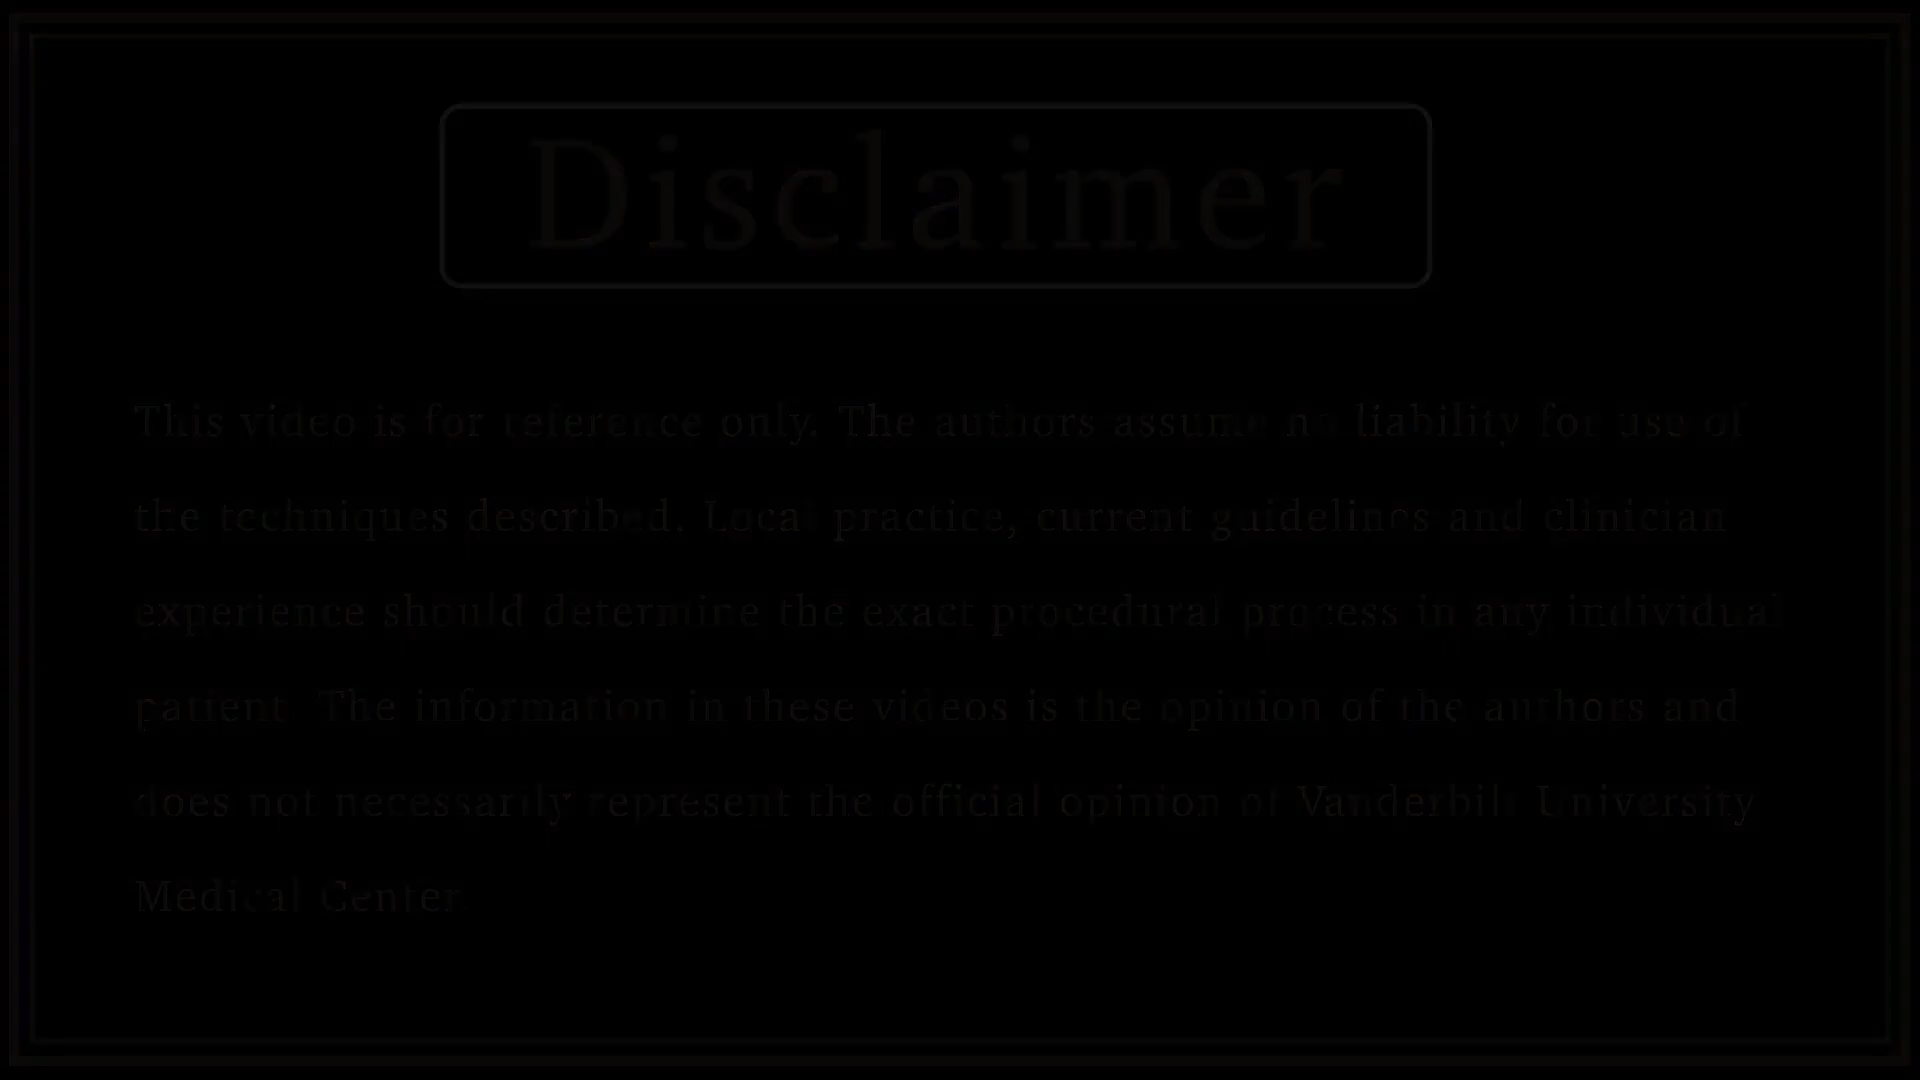 Disclaimer
This video is for reference only. The authors assume no liability for use of
the techniques described. Local practice, current guidelines and clinician
experience should determine the exact procedural process in any individual
patient. The information in these videos is the opinion of the authors and
does not necessarily represent the official opinion of Vanderbilt University
Medical Center.